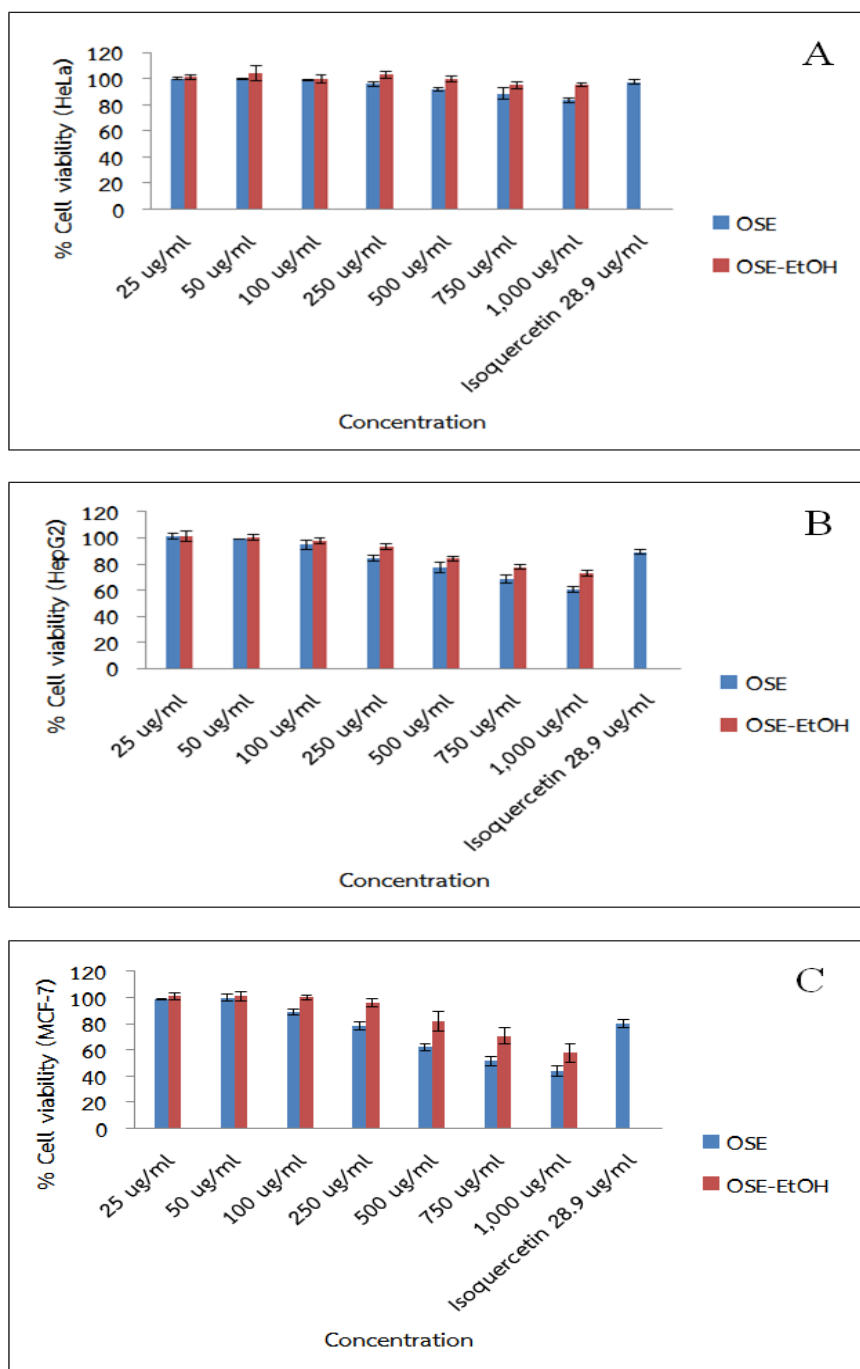 A
% Cell viability (HeLa)
120
100
80
60
40
20
0
25 ug/ml
50 ug/ml
100 ug/ml
250 ug/ml
500 ug/ml
750 ug/ml
1,000 ug/ml
Isoquercetin 28.9 ug/ml
OSE
OSE-EtOH
Concentration
B
% Cell viability (HepG2)
120
100
80
60
40
20
0
25 ug/ml
50 ug/ml
100 ug/ml
250 ug/ml
500 ug/ml
750 ug/ml
1,000 ug/ml
Isoquercetin 28.9 ug/ml
OSE
OSE-EtOH
Concentration
C
% Cell viability (MCF-7)
120
100
80
60
40
20
0
25 ug/ml
50 ug/ml
100 ug/ml
250 ug/ml
500 ug/ml
750 ug/ml
1,000 ug/ml
Isoquercetin 28.9 ug/ml
OSE
OSE-EtOH
Concentration